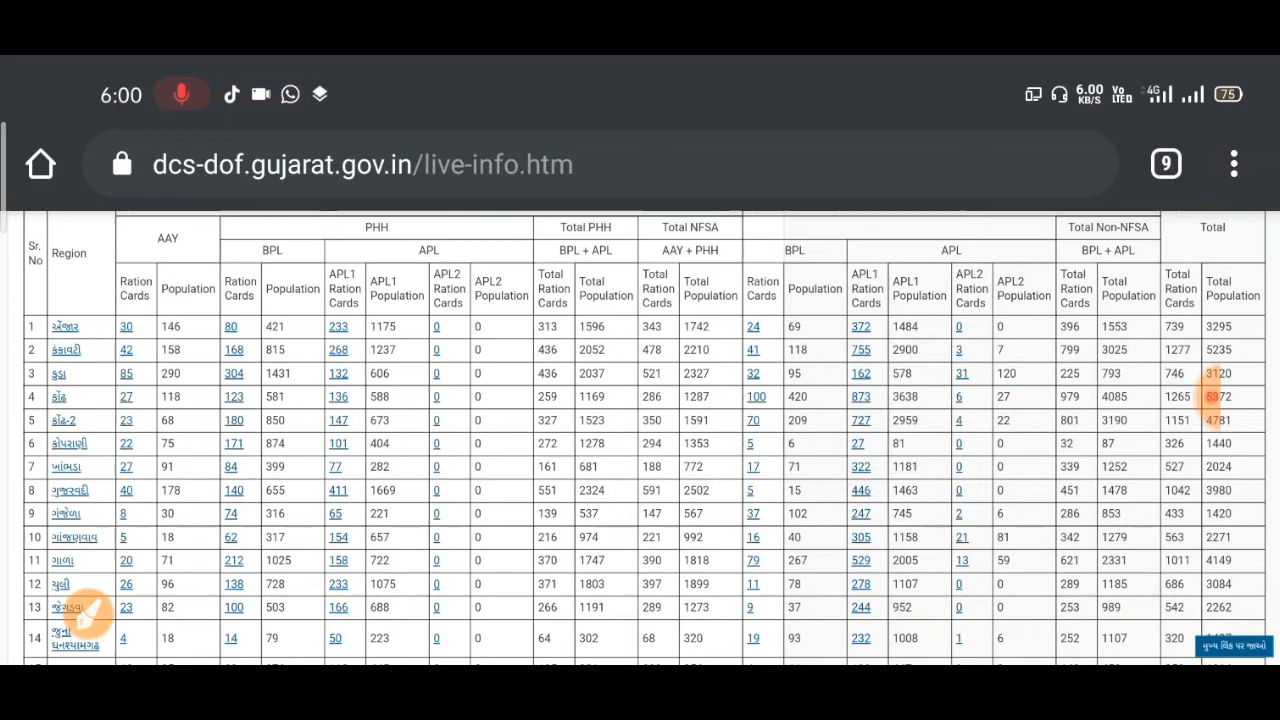 6:00 6.00 KB/S Vo LTED 4G 75
dcs-dof.gujarat.gov.in/live-info.htm 9
Sr. No Region AAY PHH Total PHH Total NFSA Total Non-NFSA Total
BPL APL BPL + APL AAY + PHH BPL APL BPL + APL
Ration Cards Population Ration Cards Population APL1 Ration Cards APL1 Population APL2 Ration Cards APL2 Population Total Ration Cards Total Population Total Ration Cards Total Population Ration Cards Population APL1 Ration Cards APL1 Population APL2 Ration Cards APL2 Population Total Ration Cards Total Population Total Ration Cards Total Population
1 એંજાર 30 146 80 421 233 1175 0 0 313 1596 343 1742 24 69 372 1484 0 0 396 1553 739 3295
2 કંકાવટી 42 158 168 815 268 1237 0 0 436 2052 478 2210 41 118 755 2900 3 7 799 3025 1277 5235
3 કુડા 85 290 304 1431 132 606 0 0 436 2037 521 2327 32 95 162 578 31 120 225 793 746 3120
4 કોંઢ 27 118 123 581 136 588 0 0 259 1169 286 1287 100 420 873 3638 6 27 979 4085 1265 5372
5 કોંઢ-2 23 68 180 850 147 673 0 0 327 1523 350 1591 70 209 727 2959 4 22 801 3190 1151 4781
6 કોપરાણી 22 75 171 874 101 404 0 0 272 1278 294 1353 5 6 27 81 0 0 32 87 326 1440
7 ખાંભડા 27 91 84 399 77 282 0 0 161 681 188 772 17 71 322 1181 0 0 339 1252 527 2024
8 ગુજરવદી 40 178 140 655 411 1669 0 0 551 2324 591 2502 5 15 446 1463 0 0 451 1478 1042 3980
9 ગંજેળા 8 30 74 316 65 221 0 0 139 537 147 567 37 102 247 745 2 6 286 853 433 1420
10 ગાંજણવાવ 5 18 62 317 154 657 0 0 216 974 221 992 16 40 305 1158 21 81 342 1279 563 2271
11 ગાળા 20 71 212 1025 158 722 0 0 370 1747 390 1818 79 267 529 2005 13 59 621 2331 1011 4149
12 ચુલી 26 96 138 728 233 1075 0 0 371 1803 397 1899 11 78 278 1107 0 0 289 1185 686 3084
13 જેગડવા 23 82 100 503 166 688 0 0 266 1191 289 1273 9 37 244 952 0 0 253 989 542 2262
14 જુના ઘનશ્યામગઢ 4 18 14 79 50 223 0 0 64 302 68 320 19 93 232 1008 1 6 252 1107 320
મુખ્ય લિંક પર જાઓ